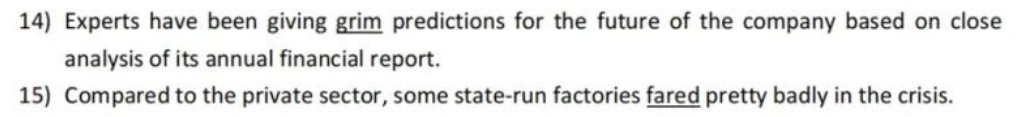 14) Experts have been giving grim predictions for the future of the company based on close
analysis of its annual financial report.
15) Compared to the private sector, some state-run factories fared pretty badly in the crisis.